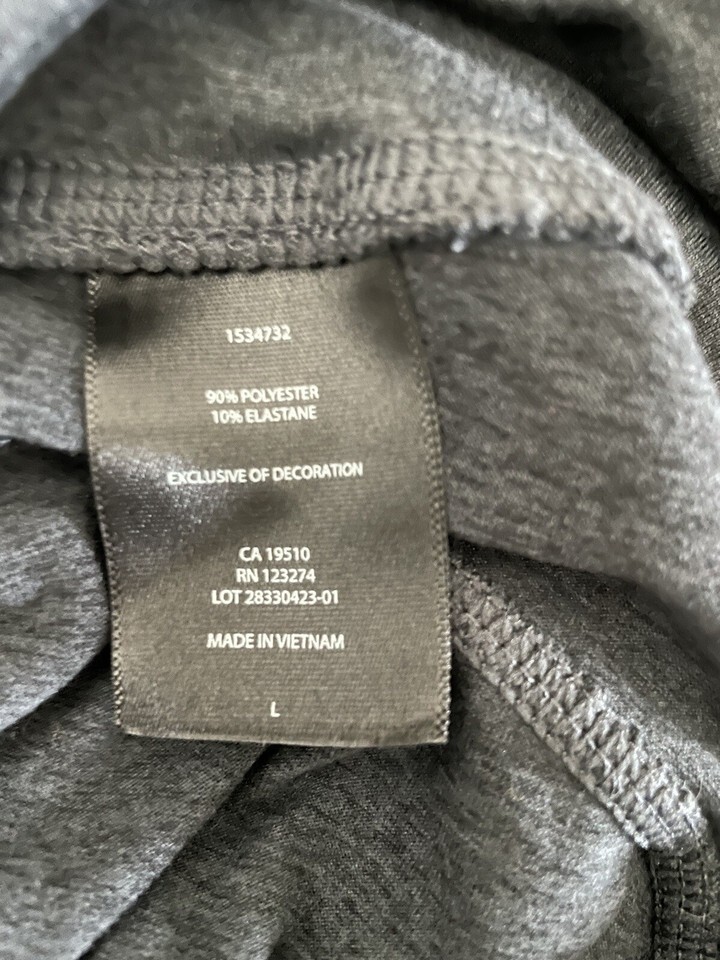 1534732
90% POLYESTER
10% ELASTANE
EXCLUSIVE OF DECORATION
CA 19510
RN 123274
LOT 28330423-01
MADE IN VIETNAM
L